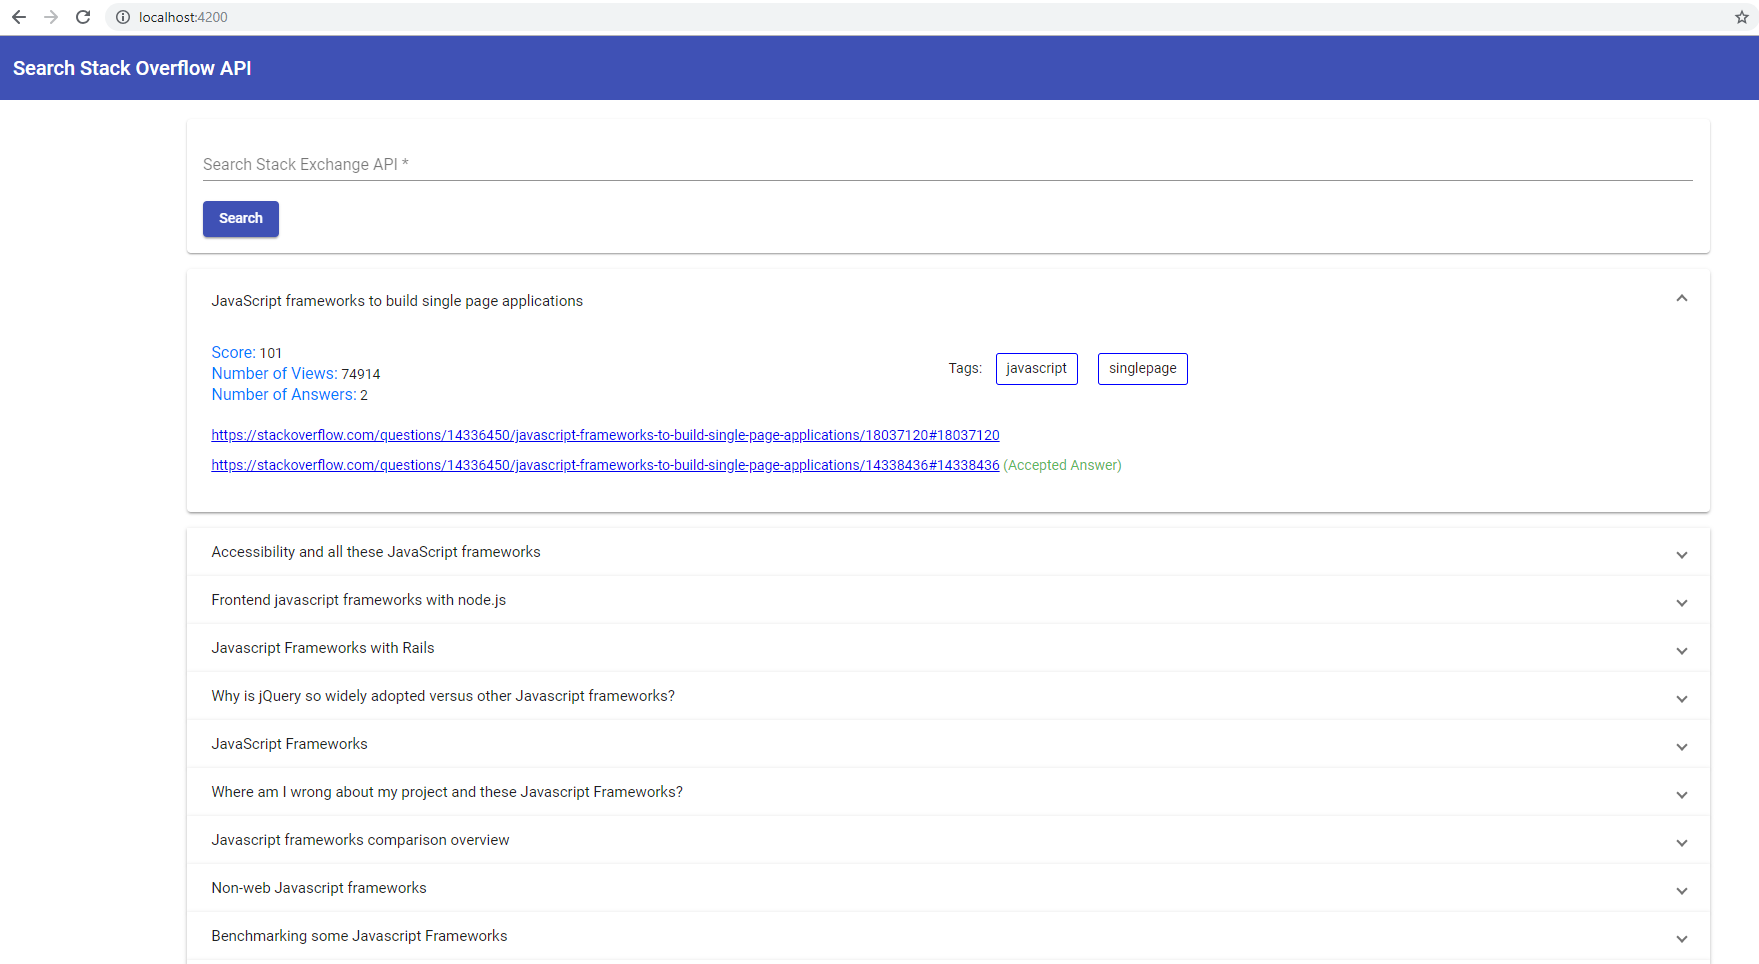 localhost:4200
Search Stack Overflow API
Search Stack Exchange API *
Search
JavaScript frameworks to build single page applications
Score: 101
Number of Views: 74914
Number of Answers: 2
Tags: javascript singlepage
https://stackoverflow.com/questions/14336450/javascript-frameworks-to-build-single-page-applications/18037120#18037120
https://stackoverflow.com/questions/14336450/javascript-frameworks-to-build-single-page-applications/14338436#14338436 (Accepted Answer)
Accessibility and all these JavaScript frameworks
Frontend javascript frameworks with node.js
Javascript Frameworks with Rails
Why is jQuery so widely adopted versus other Javascript frameworks?
JavaScript Frameworks
Where am I wrong about my project and these Javascript Frameworks?
Javascript frameworks comparison overview
Non-web Javascript frameworks
Benchmarking some Javascript Frameworks